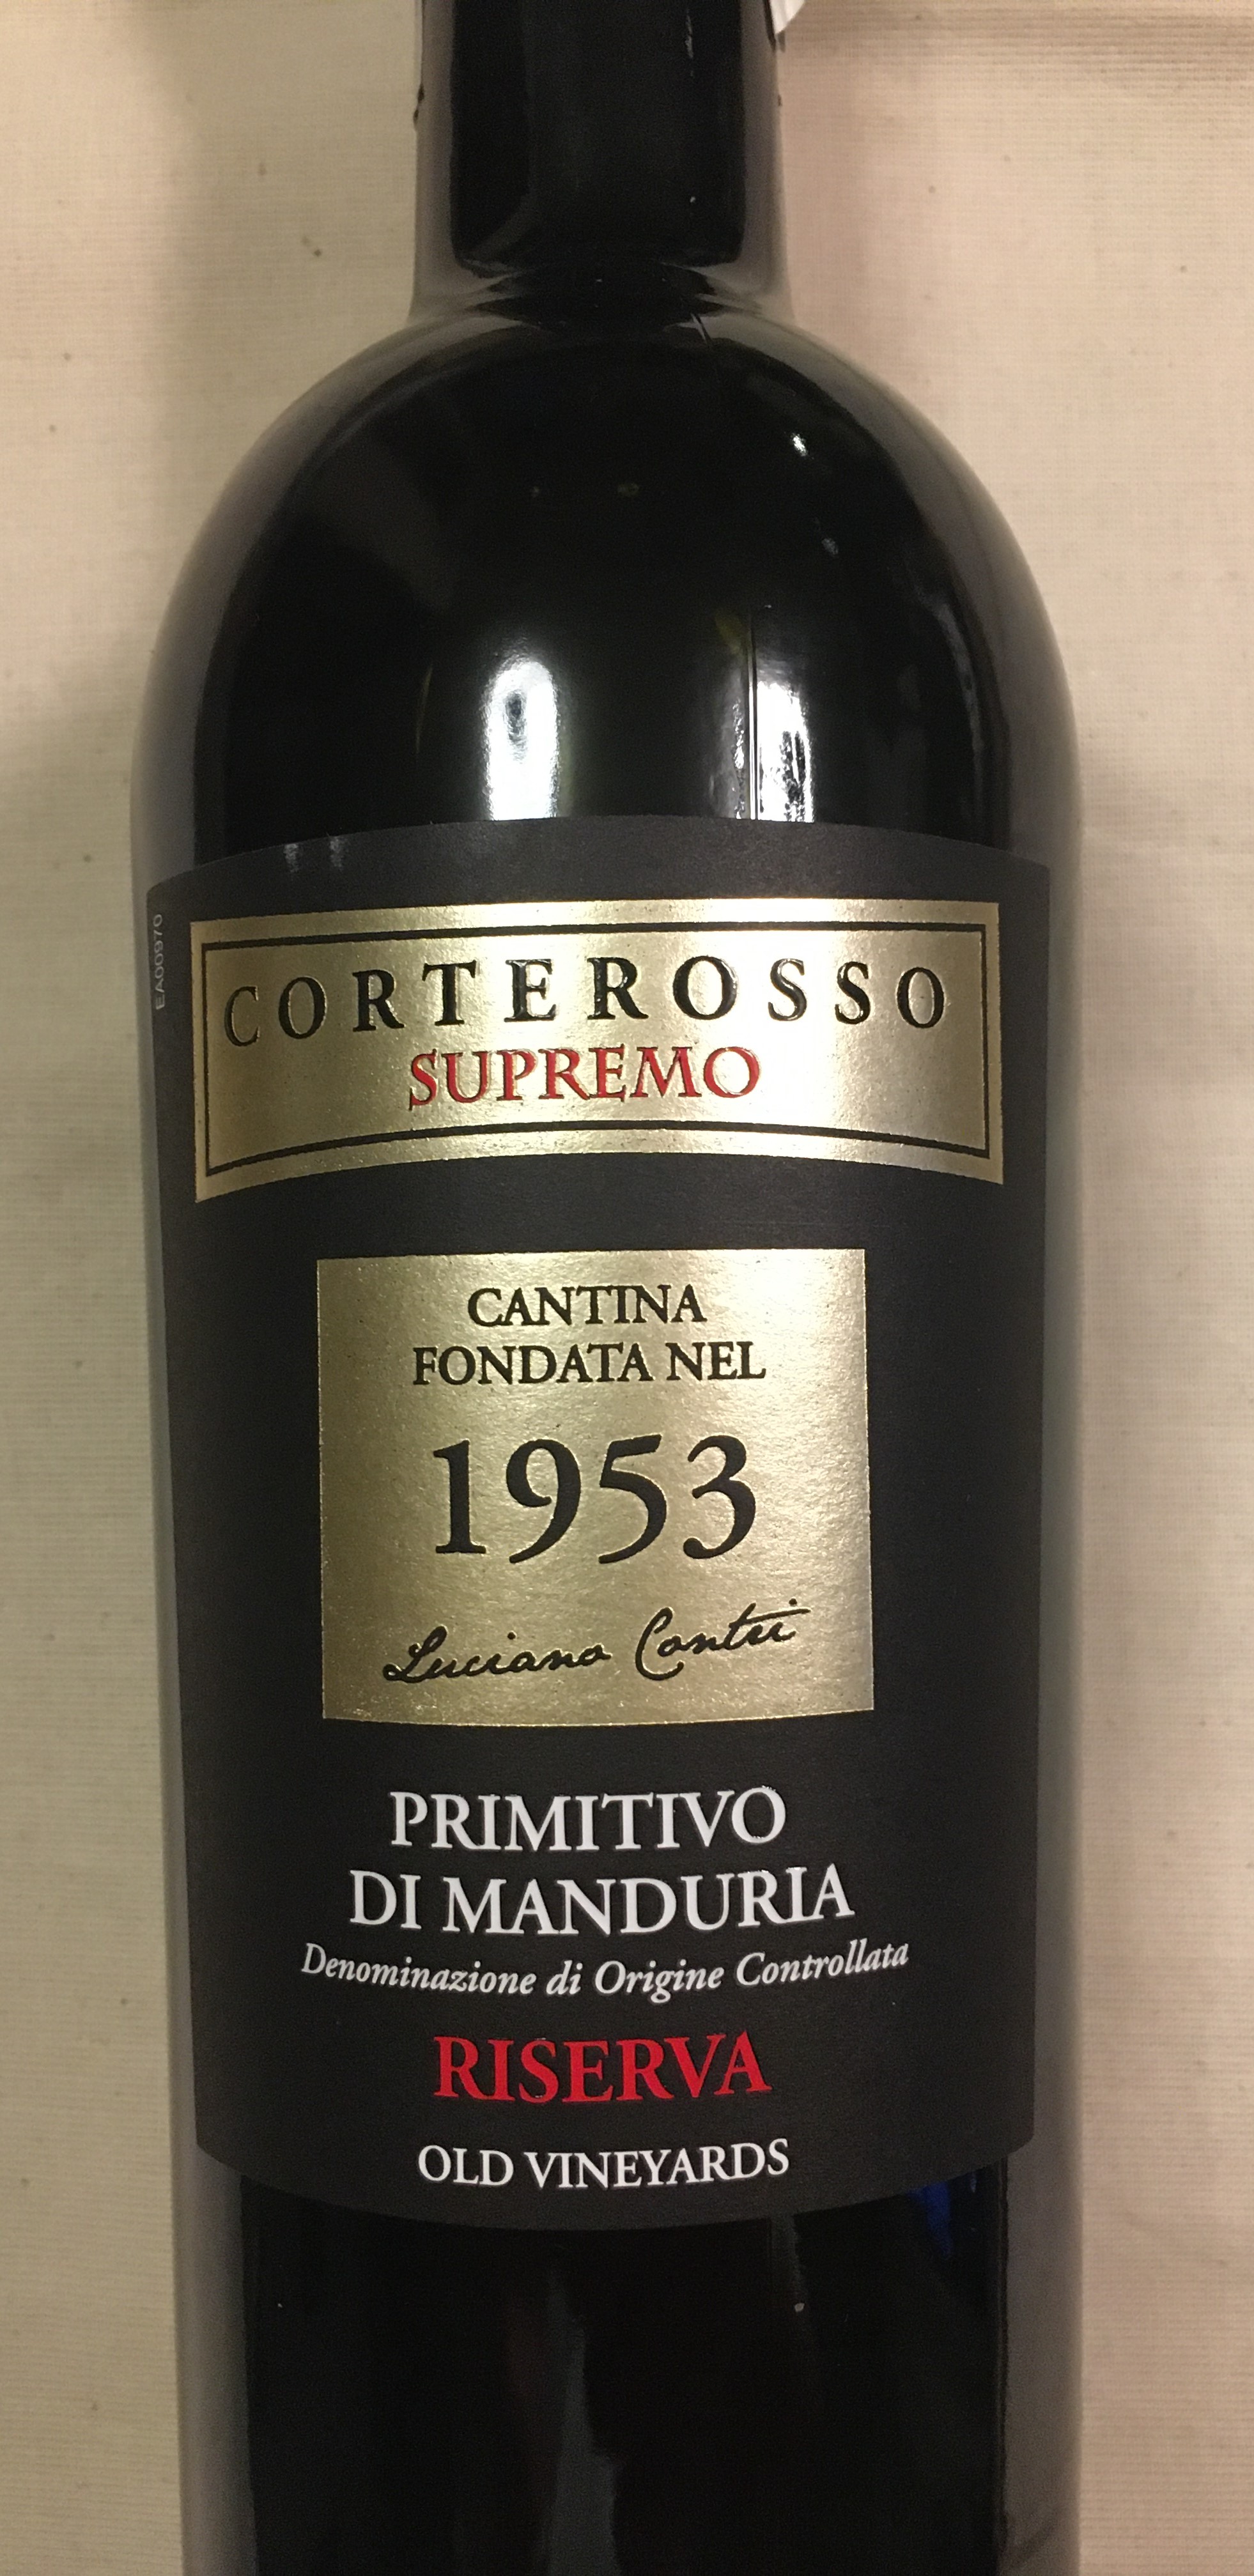 CORTEROSSO
SUPREMO
EA00970
CANTINA
FONDATA NEL
1953
Luciano Contri
PRIMITIVO
DI MANDURIA
Denominazione di Origine Controllata
RISERVA
OLD VINEYARDS